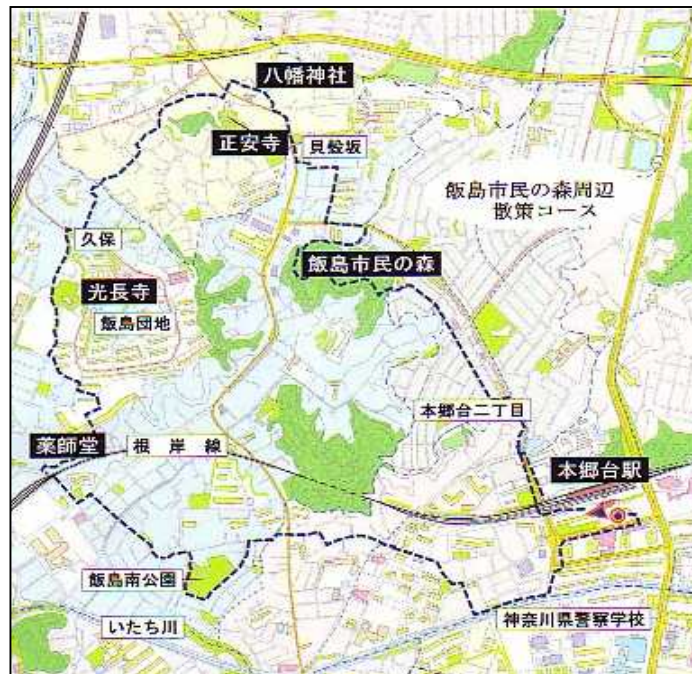 八幡神社
正安寺
貝殻坂
飯島市民の森周辺
散策コース
久保
飯島市民の森
光長寺
飯島団地
本郷台二丁目
薬師堂
根岸線
本郷台駅
飯島南公園
いたち川
神奈川県警察学校